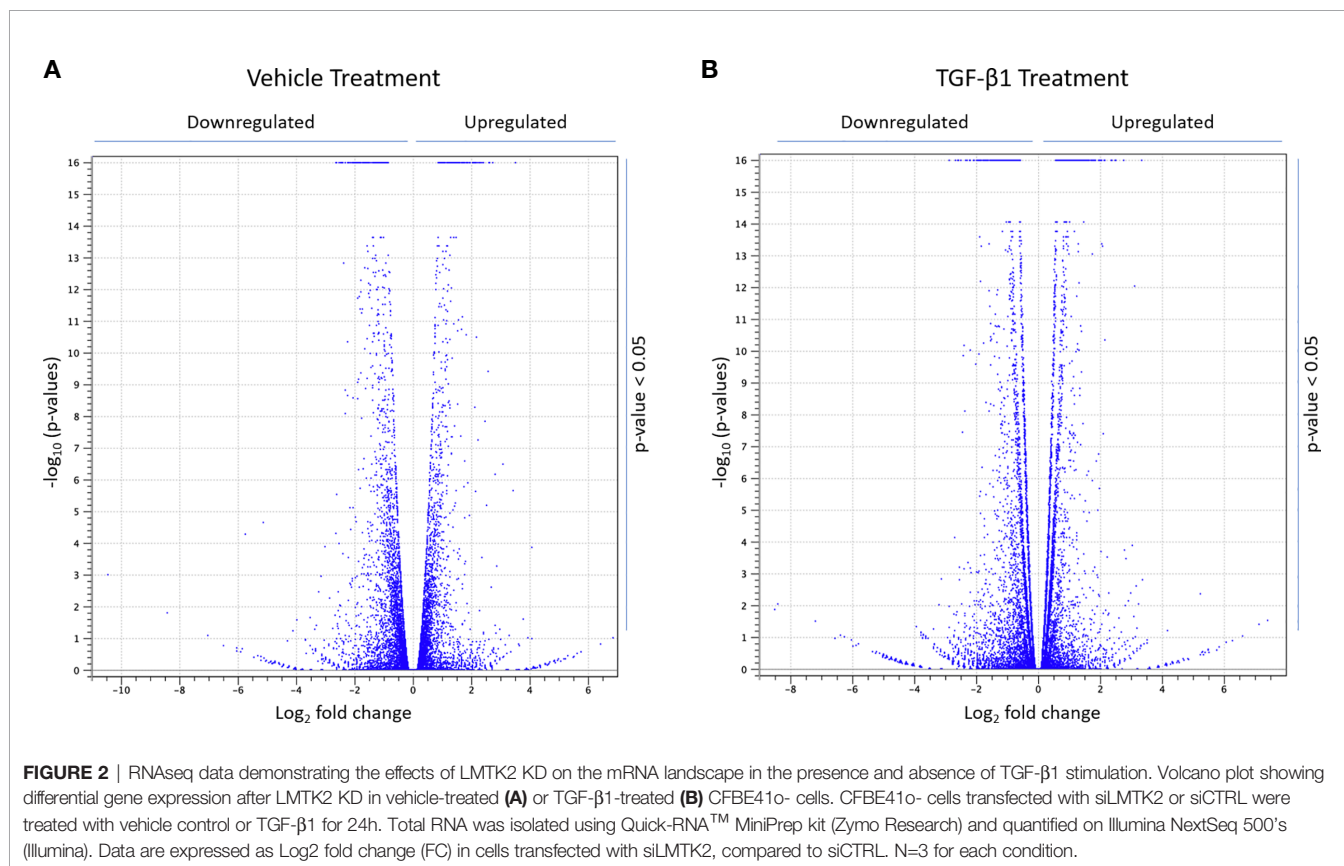 A
Vehicle Treatment
Downregulated
Upregulated
16
15
14
13
12
11
10
9
8
7
6
5
4
3
2
1
0
-log10 (p-values)
p-value < 0.05
−10
−8
−6
−4
−2
0
2
4
6
Log2 fold change
B
TGF-β1 Treatment
Downregulated
Upregulated
16
15
14
13
12
11
10
9
8
7
6
5
4
3
2
1
0
-log10 (p-values)
p-value < 0.05
−8
−6
−4
−2
0
2
4
6
Log2 fold change
FIGURE 2 | RNAseq data demonstrating the effects of LMTK2 KD on the mRNA landscape in the presence and absence of TGF-β1 stimulation. Volcano plot showing
differential gene expression after LMTK2 KD in vehicle-treated (A) or TGF-β1-treated (B) CFBE41o- cells. CFBE41o- cells transfected with siLMTK2 or siCTRL were
treated with vehicle control or TGF-β1 for 24h. Total RNA was isolated using Quick-RNA™ MiniPrep kit (Zymo Research) and quantified on Illumina NextSeq 500's
(Illumina). Data are expressed as Log2 fold change (FC) in cells transfected with siLMTK2, compared to siCTRL. N=3 for each condition.